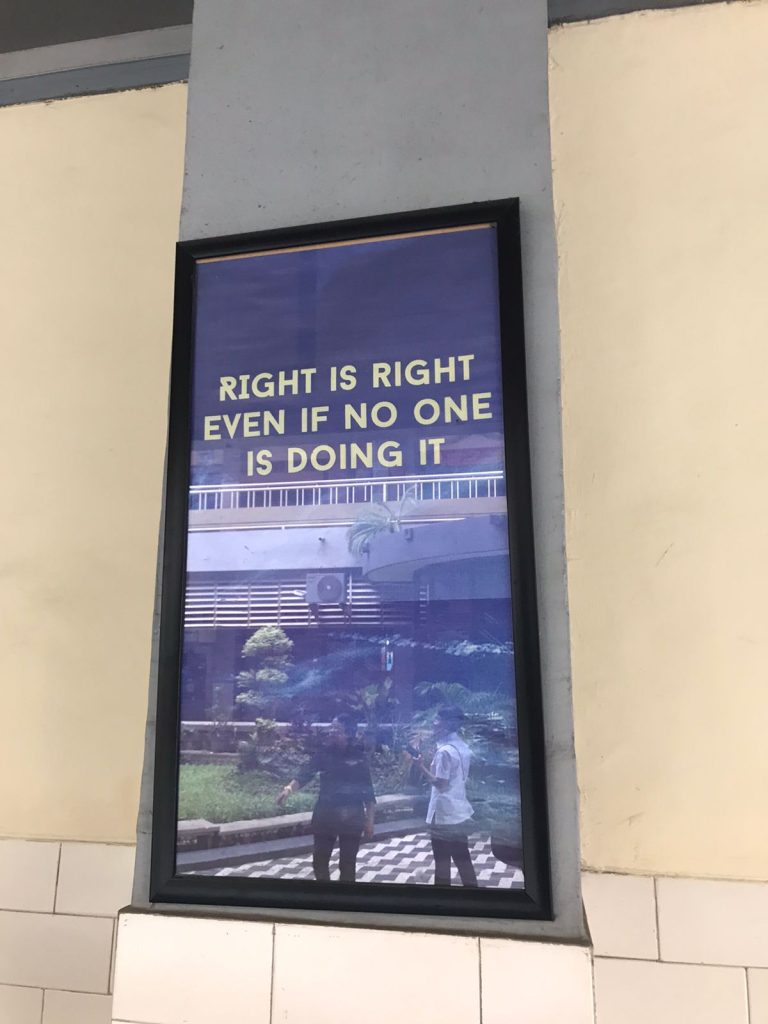 RIGHT IS RIGHT
EVEN IF NO ONE
IS DOING IT